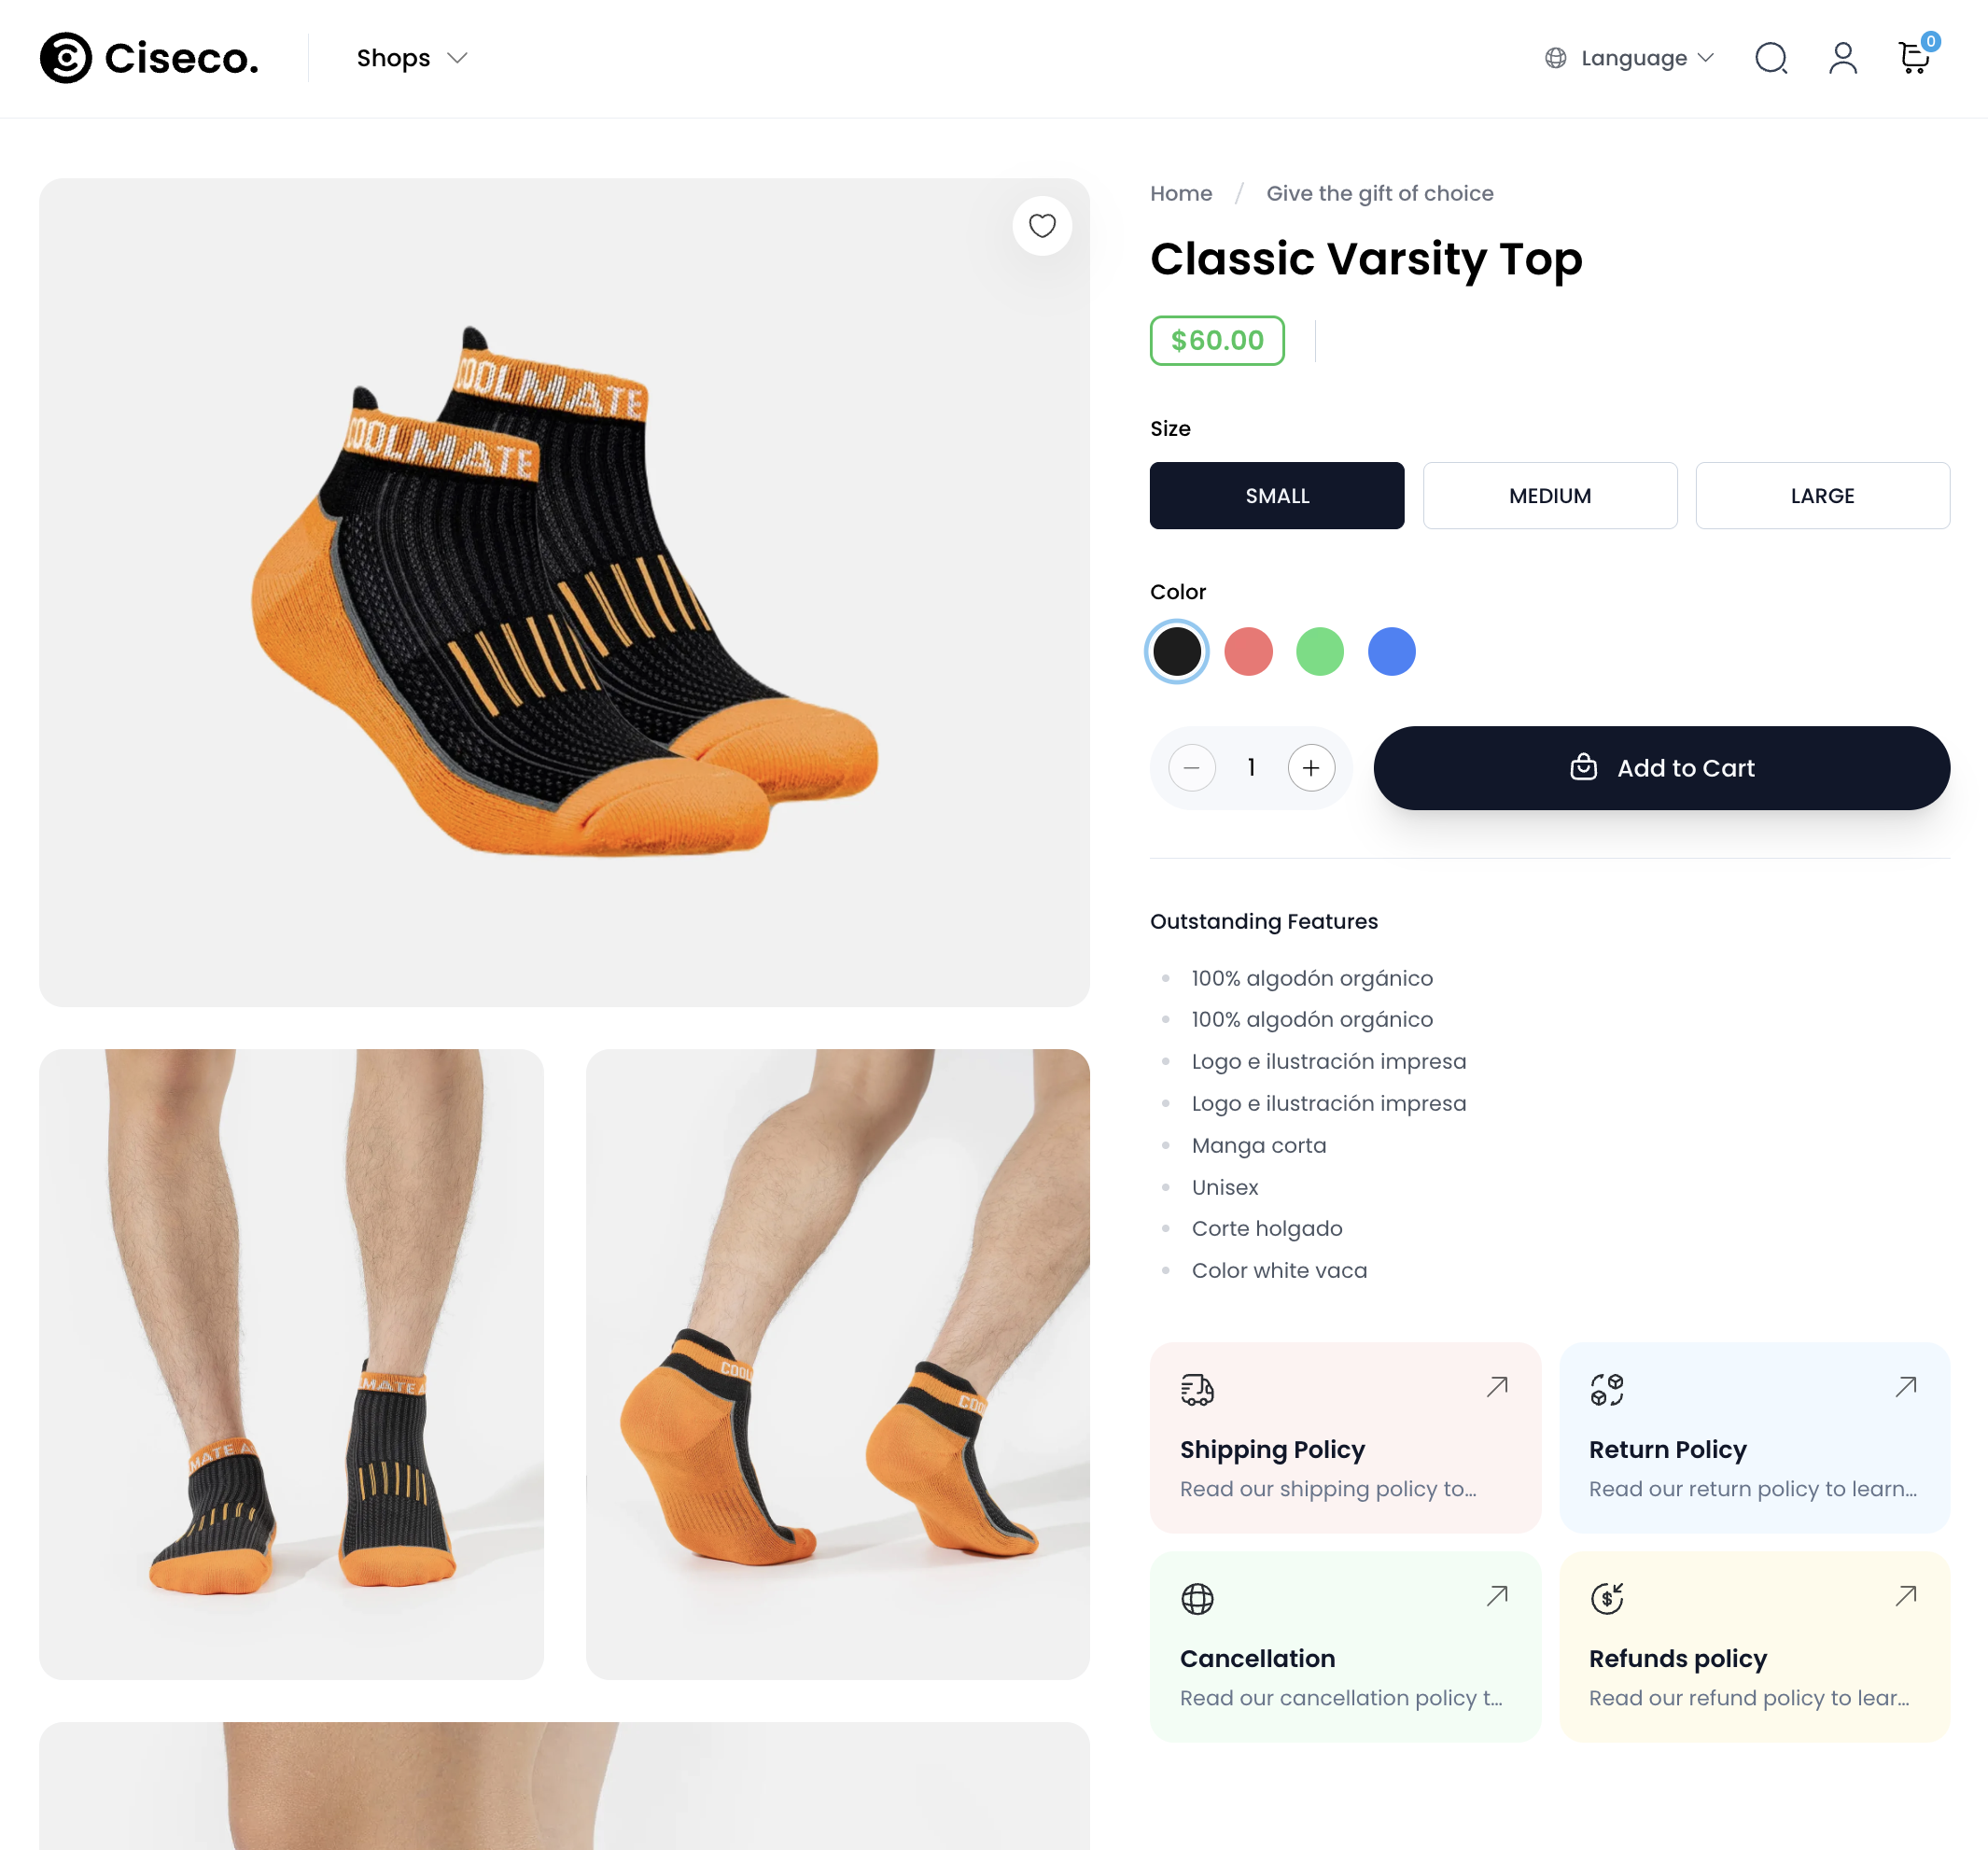 Ciseco.
Shops
Language
0
Home / Give the gift of choice
Classic Varsity Top
$60.00
Size
SMALL MEDIUM LARGE
Color
1
Add to Cart
Outstanding Features
100% algodón orgánico
100% algodón orgánico
Logo e ilustración impresa
Logo e ilustración impresa
Manga corta
Unisex
Corte holgado
Color white vaca
Shipping Policy
Read our shipping policy to...
Return Policy
Read our return policy to learn...
Cancellation
Read our cancellation policy t...
Refunds policy
Read our refund policy to lear...
COOLMATE
COOLMATE
MATE A
LMATE A
COOL
COOL